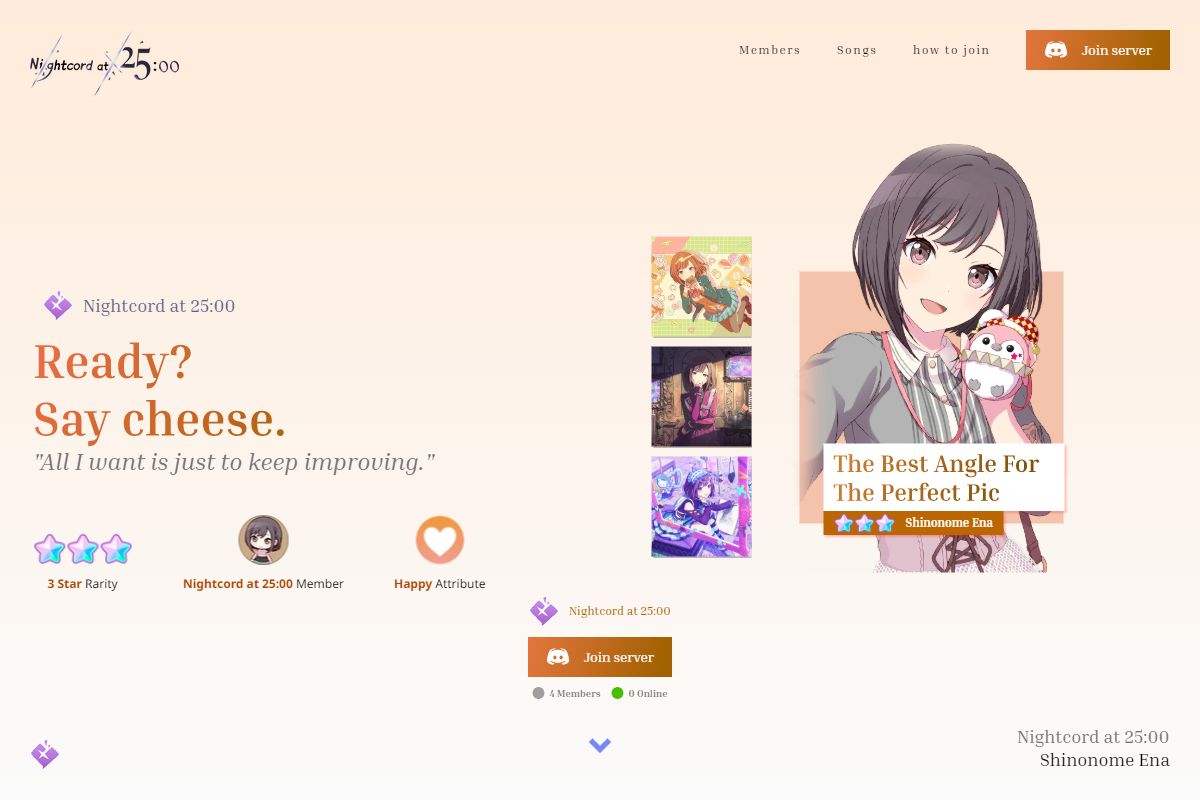 Nightcord at 25:00
Members
Songs
how to join
Join server
Nightcord at 25:00
Ready?
Say cheese.
"All I want is just to keep improving."
3 Star Rarity
Nightcord at 25:00 Member
Happy Attribute
The Best Angle For
The Perfect Pic
Shinonome Ena
Nightcord at 25:00
Join server
4 Members
0 Online
Nightcord at 25:00
Shinonome Ena